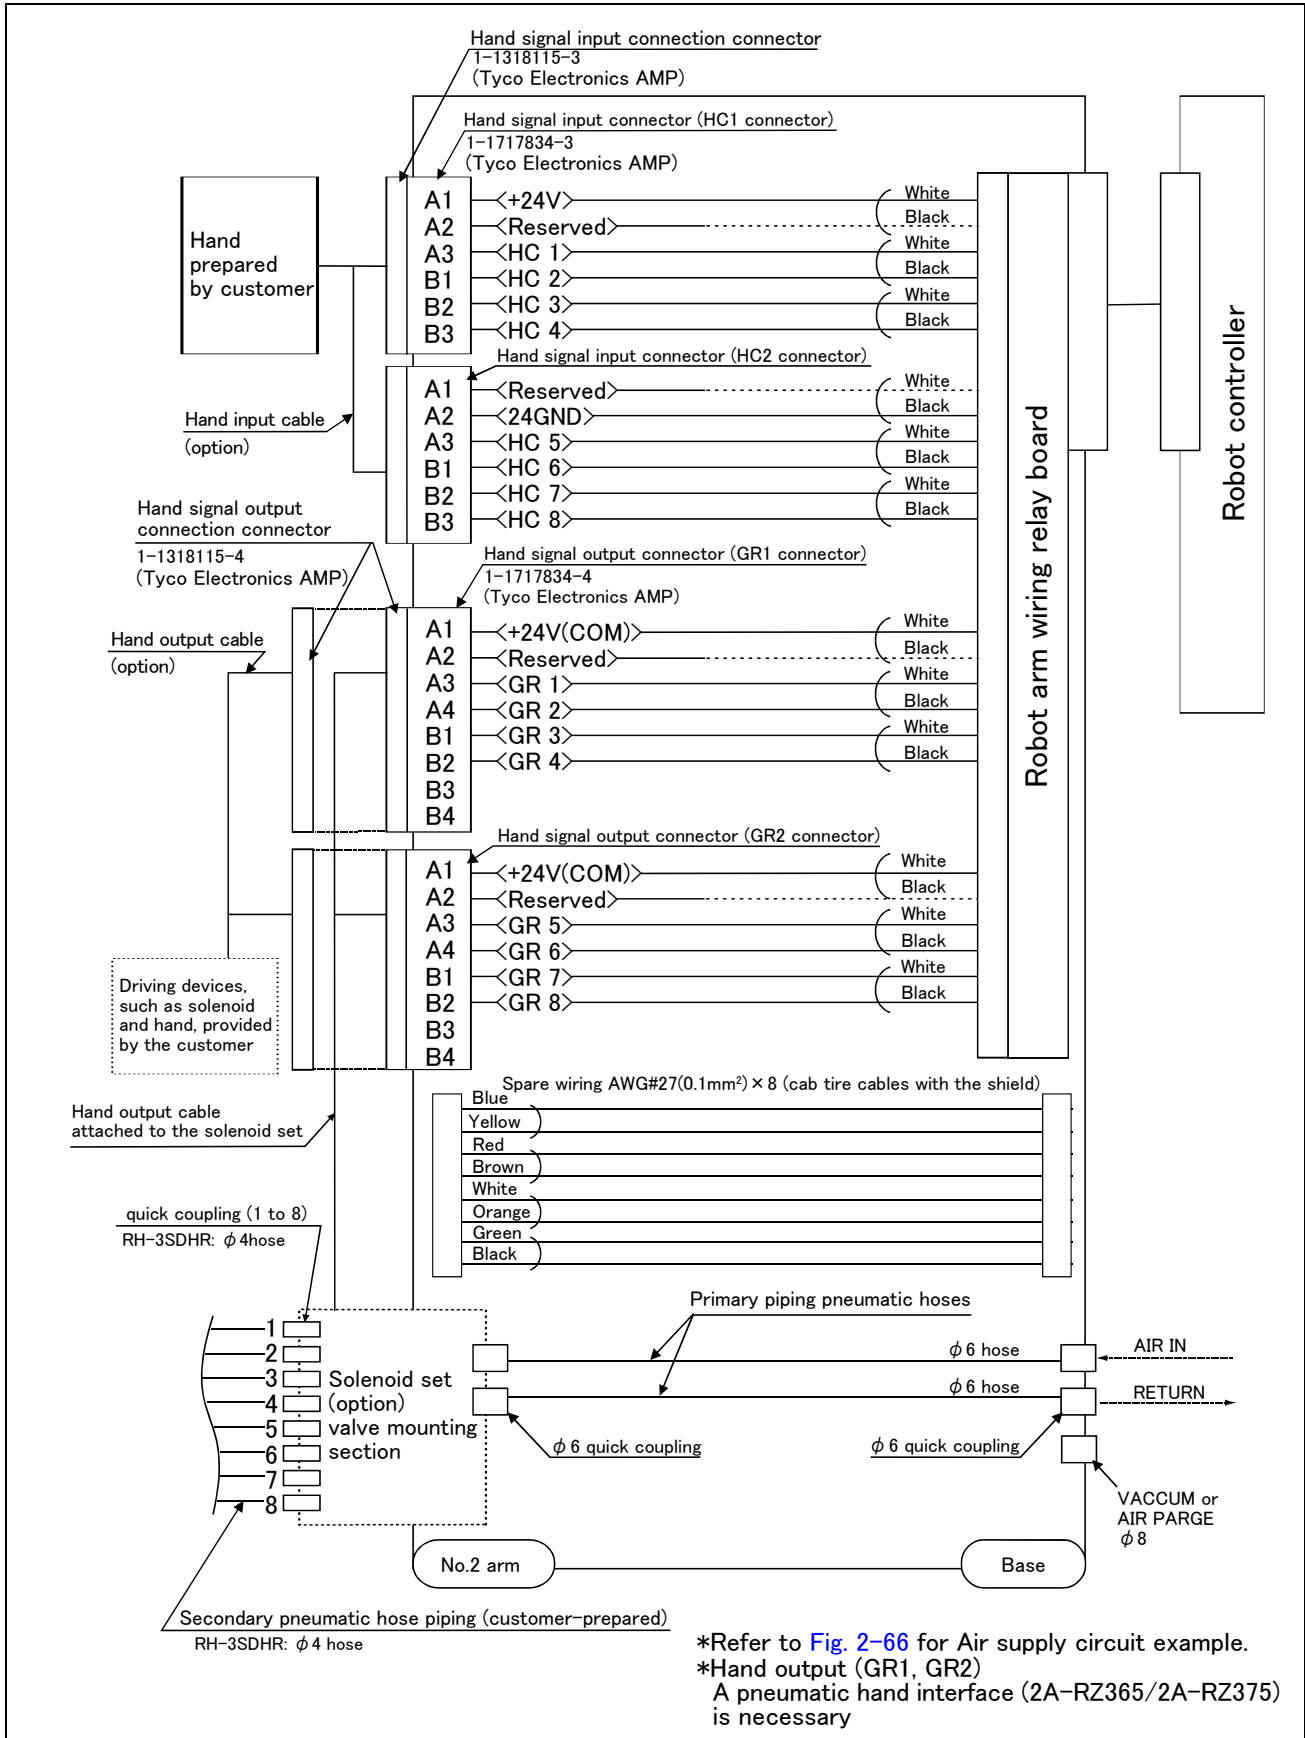 Hand signal input connection connector
1-1318115-3
(Tyco Electronics AMP)
Hand signal input connector (HC1 connector)
1-1717834-3
(Tyco Electronics AMP)
Hand
prepared
by customer
A1 <+24V> White
A2 <Reserved> Black
A3 <HC 1> White
B1 <HC 2> Black
B2 <HC 3> White
B3 <HC 4> Black
Hand signal input connector (HC2 connector)
A1 <Reserved> White
A2 <24GND> Black
A3 <HC 5> White
B1 <HC 6> Black
B2 <HC 7> White
B3 <HC 8> Black
Hand input cable
(option)
Robot arm wiring relay board
Robot controller
Hand signal output
connection connector
1-1318115-4
(Tyco Electronics AMP)
Hand signal output connector (GR1 connector)
1-1717834-4
(Tyco Electronics AMP)
Hand output cable
(option)
A1 <+24V(COM)> White
A2 <Reserved> Black
A3 <GR 1> White
A4 <GR 2> Black
B1 <GR 3> White
B2 <GR 4> Black
B3
B4
Hand signal output connector (GR2 connector)
A1 <+24V(COM)> White
A2 <Reserved> Black
A3 <GR 5> White
A4 <GR 6> Black
B1 <GR 7> White
B2 <GR 8> Black
B3
B4
Driving devices,
such as solenoid
and hand, provided
by the customer
Spare wiring AWG#27(0.1mm²)×8 (cab tire cables with the shield)
Blue
Yellow
Red
Brown
White
Orange
Green
Black
Hand output cable
attached to the solenoid set
quick coupling (1 to 8)
RH-3SDHR: φ4hose
1
2
3
4
5
6
7
8
Solenoid set
(option)
valve mounting
section
Primary piping pneumatic hoses
φ6 hose
AIR IN
φ6 hose
RETURN
φ6 quick coupling
φ6 quick coupling
VACCUM or
AIR PARGE
φ8
No.2 arm
Base
Secondary pneumatic hose piping (customer-prepared)
RH-3SDHR: φ4 hose
*Refer to Fig. 2-66 for Air supply circuit example.
*Hand output (GR1, GR2)
A pneumatic hand interface (2A-RZ365/2A-RZ375)
is necessary